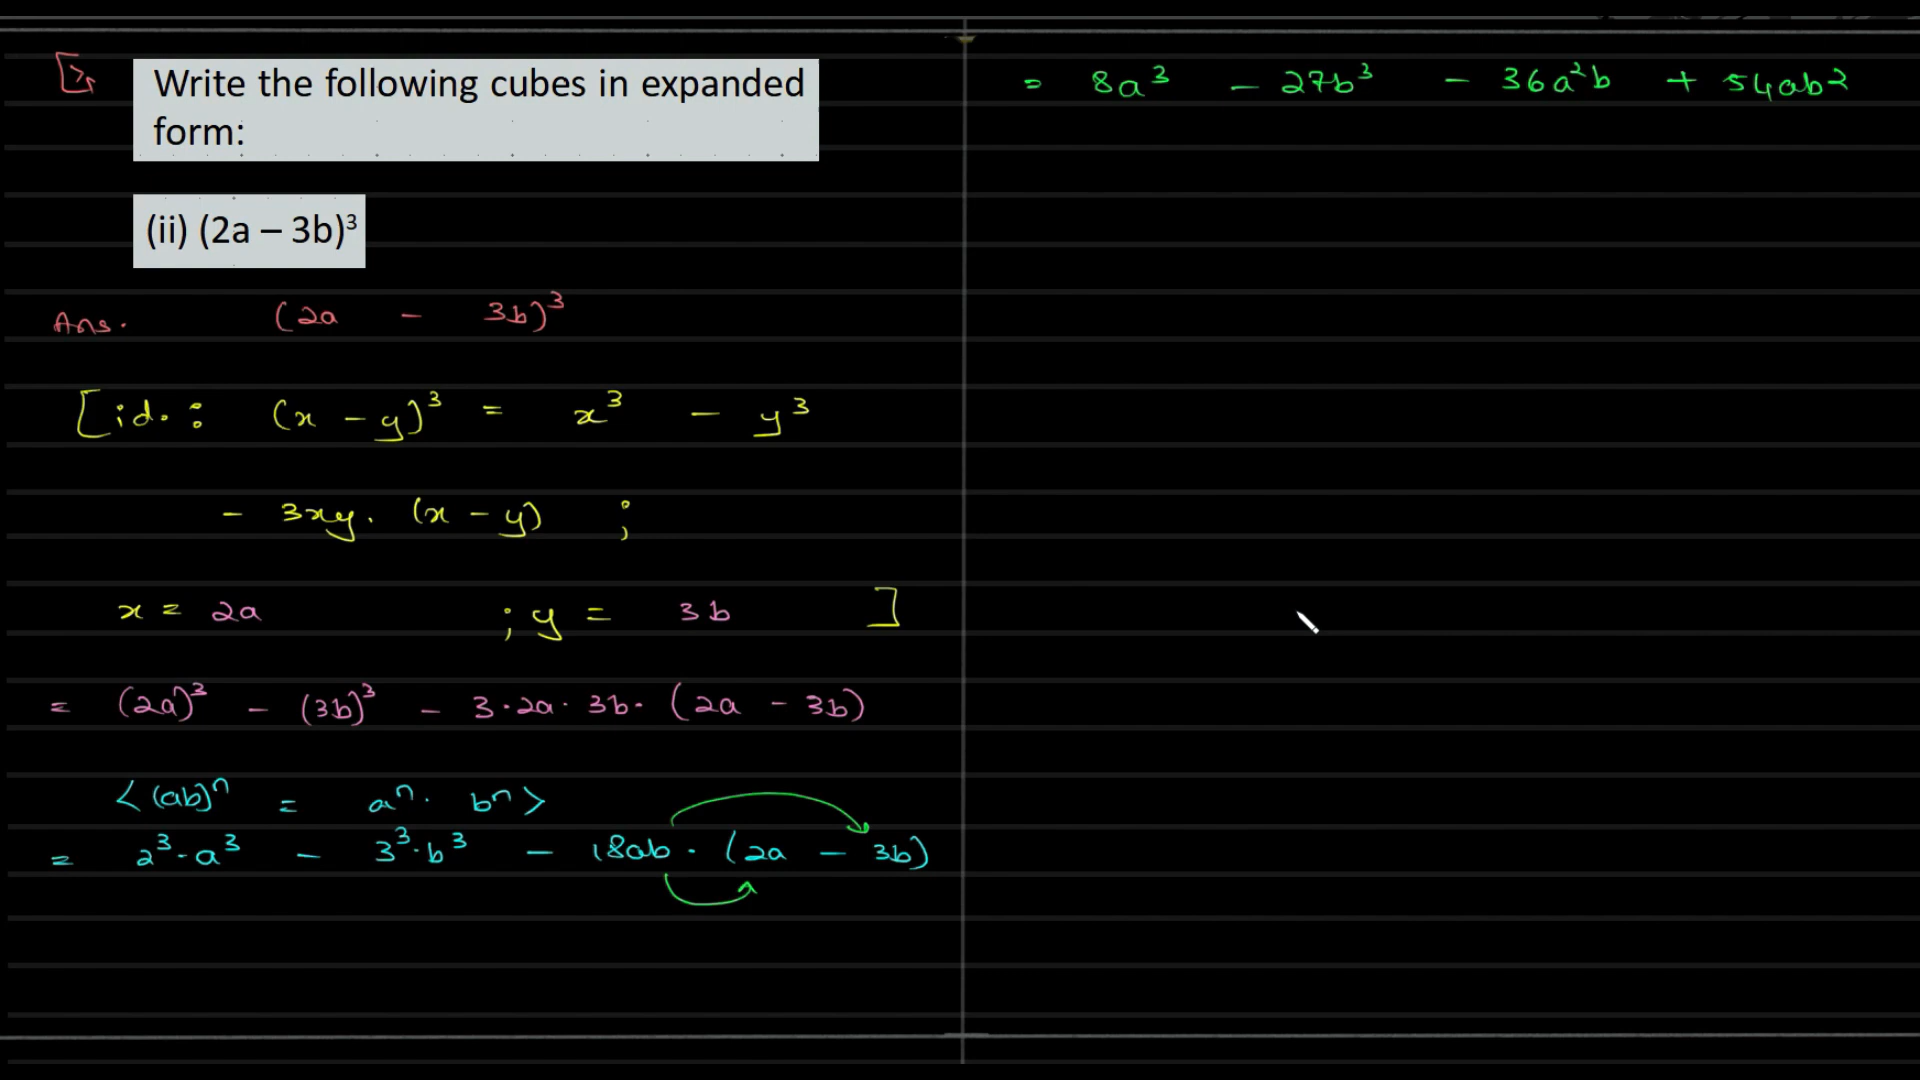 Write the following cubes in expanded
form:
(ii) (2a – 3b)³
Ans. (2a - 3b)³
[id. : (x - y)³ = x³ - y³
- 3xy. (x - y) ;
x = 2a ; y = 3b ]
= (2a)³ - (3b)³ - 3·2a·3b·(2a - 3b)
<(ab)ⁿ = aⁿ. bⁿ>
= 2³·a³ - 3³·b³ - 18ab · (2a - 3b)
= 8a³ - 27b³ - 36a²b + 54ab²